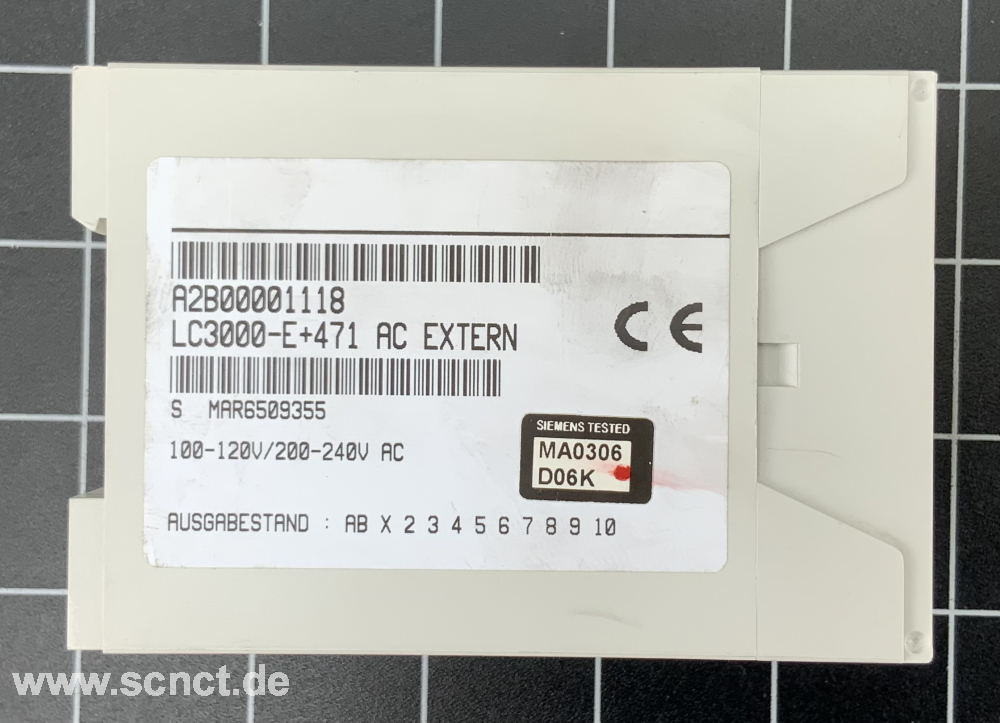 A2B00001118
LC3000-E+471 AC EXTERN
CE
S MAR6509355
100-120V/200-240V AC
SIEMENS TESTED
MA0306
D06K
AUSGABESTAND : AB X 2 3 4 5 6 7 8 9 10
www.scnct.de